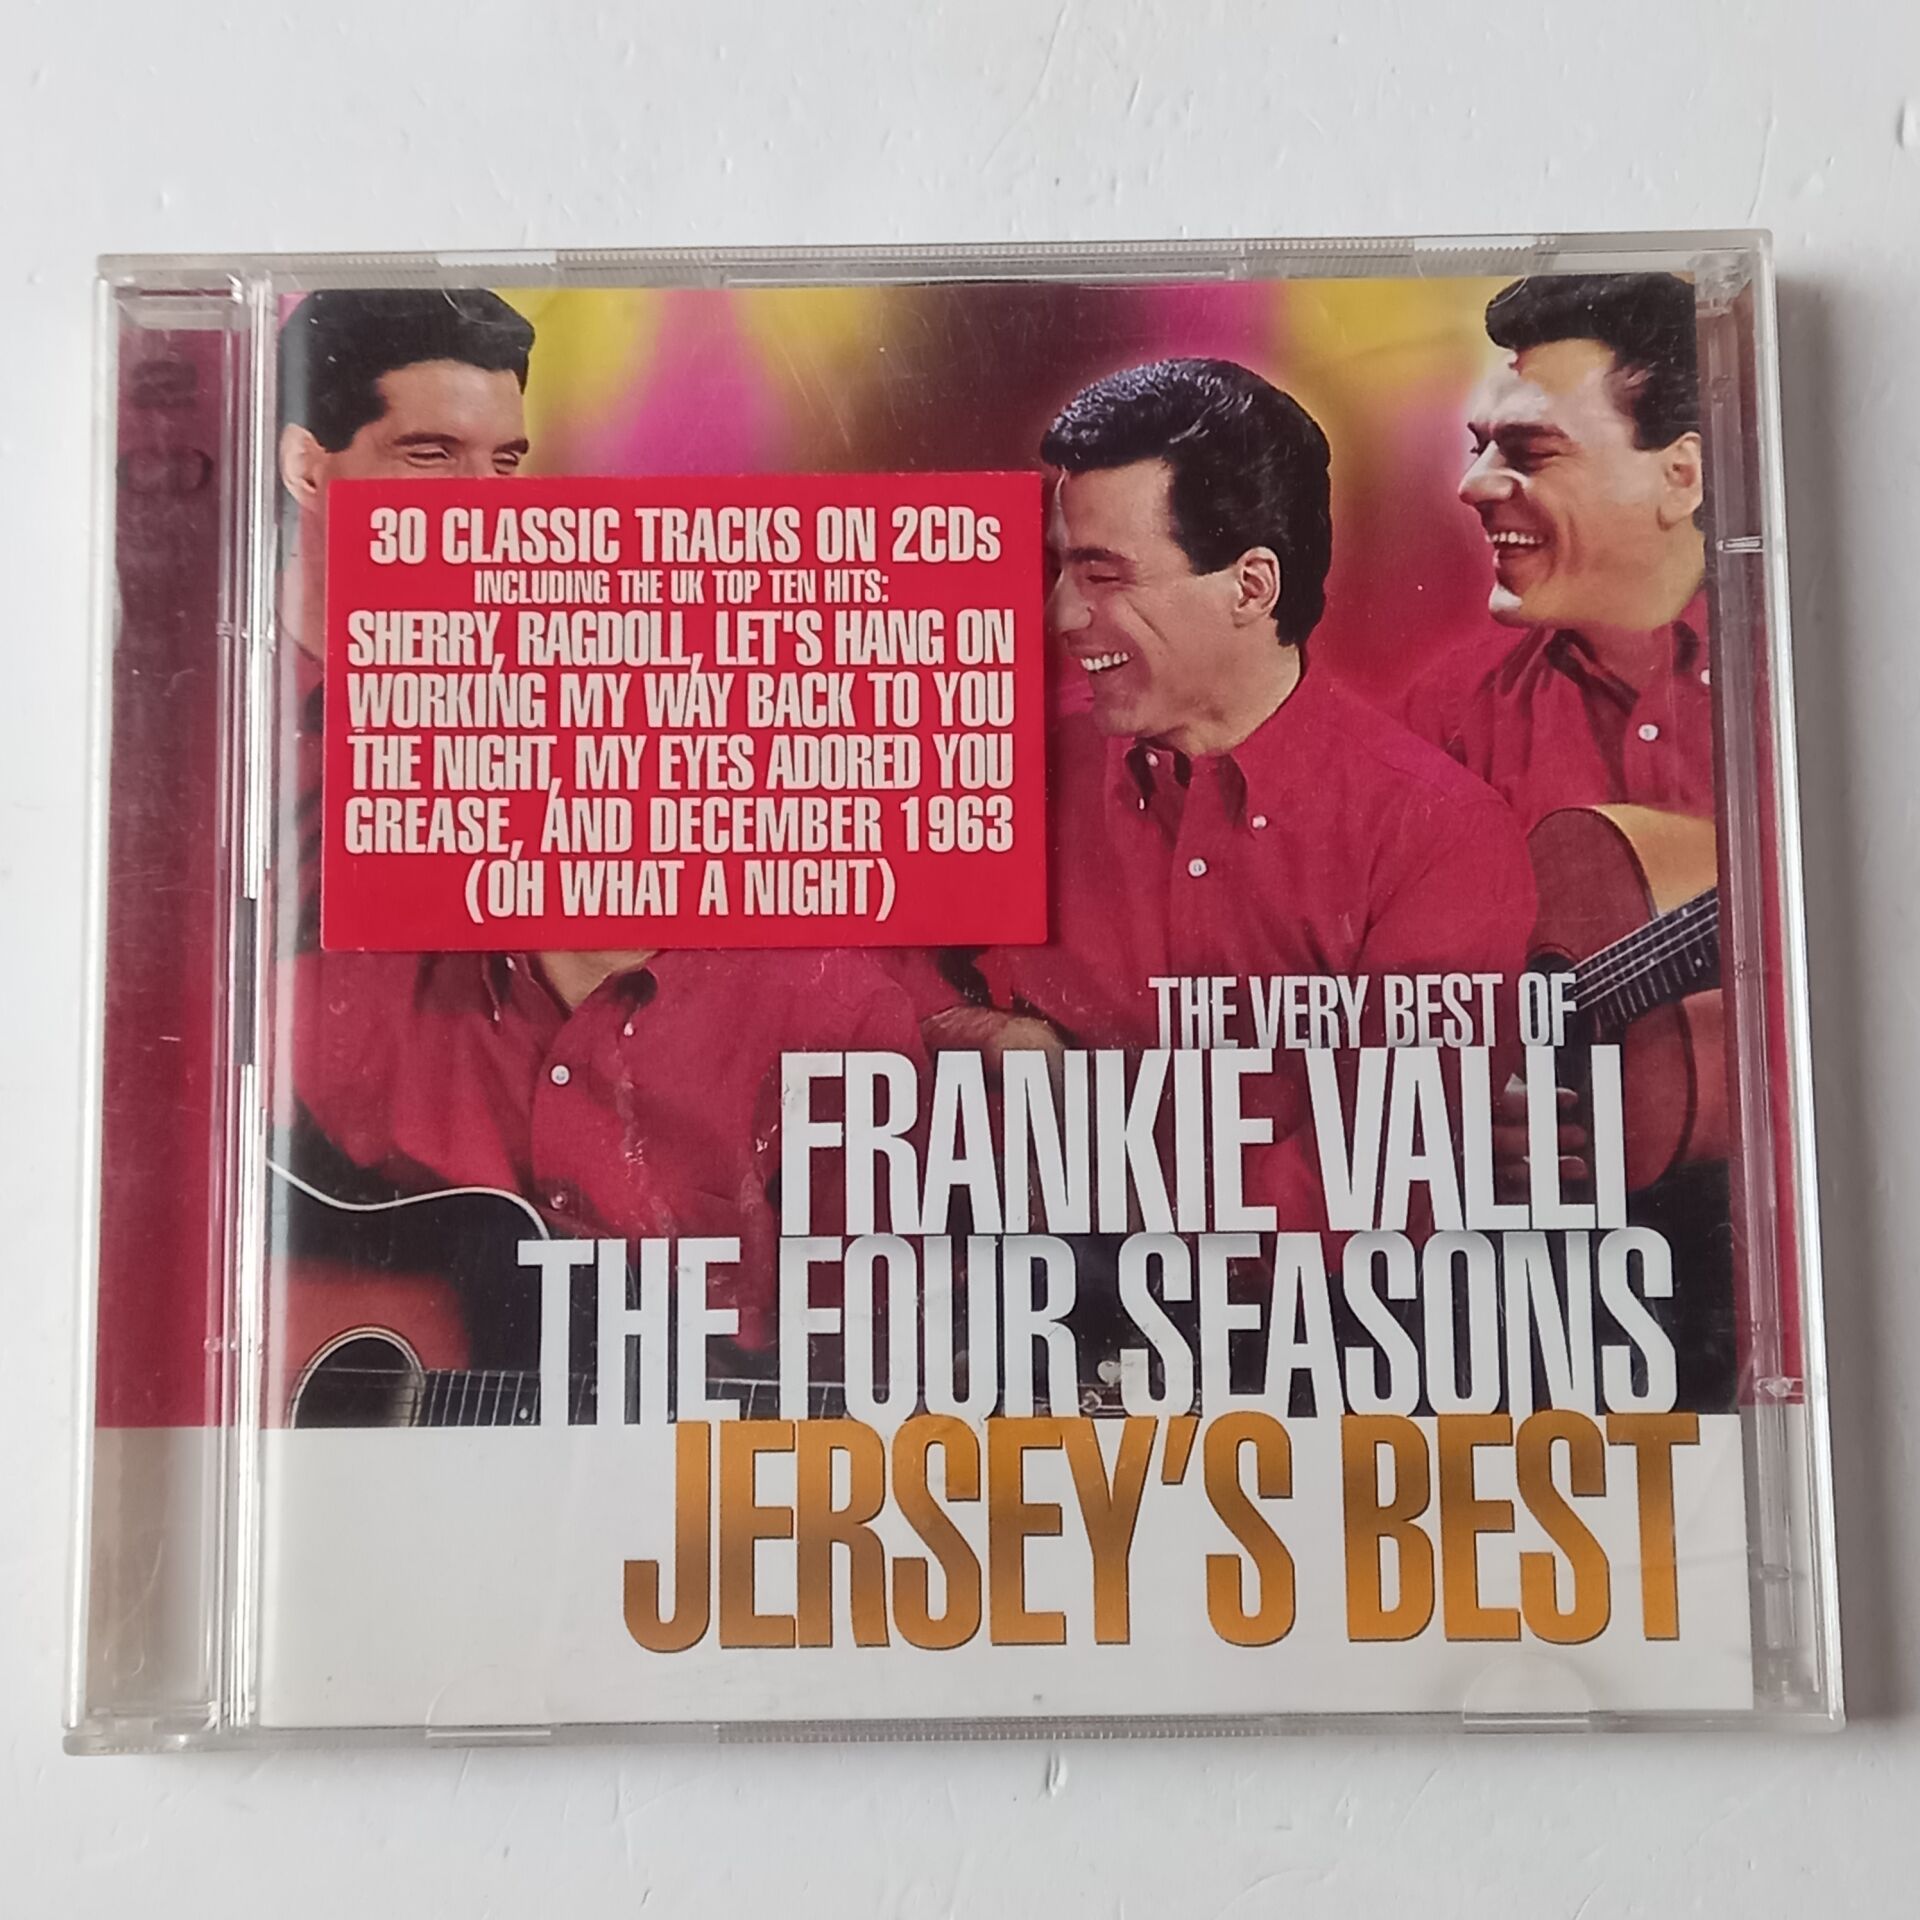 2
CD
30 CLASSIC TRACKS ON 2CDs
INCLUDING THE UK TOP TEN HITS:
SHERRY, RAGDOLL, LET'S HANG ON
WORKING MY WAY BACK TO YOU
THE NIGHT, MY EYES ADORED YOU
GREASE, AND DECEMBER 1963
(OH WHAT A NIGHT)
THE VERY BEST OF
FRANKIE VALLI
THE FOUR SEASONS
JERSEY'S BEST